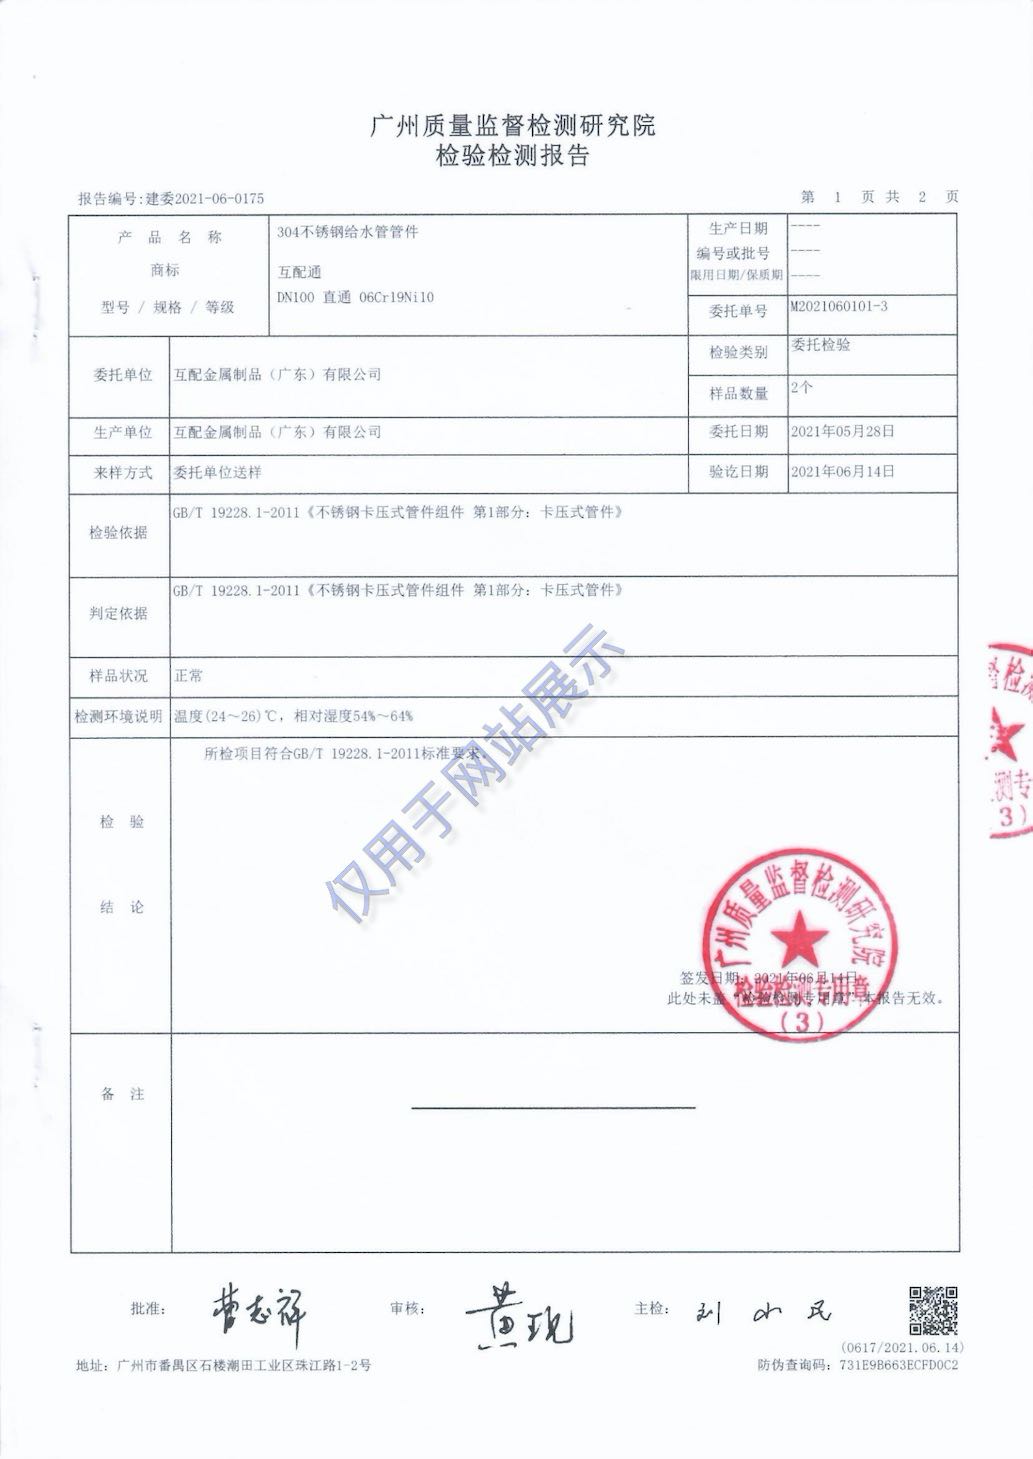 广州质量监督检测研究院
检验检测报告
报告编号:建委2021-06-0175
第 1 页 共 2 页
产 品 名 称
304不锈钢给水管管件
商标
互配通
型号 / 规格 / 等级
DN100 直通 06Cr19Ni10
生产日期
----
编号或批号
----
限用日期/保质期
----
委托单号
M2021060101-3
委托单位
互配金属制品（广东）有限公司
检验类别
委托检验
样品数量
2个
生产单位
互配金属制品（广东）有限公司
委托日期
2021年05月28日
来样方式
委托单位送样
验讫日期
2021年06月14日
检验依据
GB/T 19228.1-2011《不锈钢卡压式管件组件 第1部分：卡压式管件》
判定依据
GB/T 19228.1-2011《不锈钢卡压式管件组件 第1部分：卡压式管件》
样品状况
正常
检测环境说明
温度(24～26)℃，相对湿度54%～64%
检 验
结 论
所检项目符合GB/T 19228.1-2011标准要求。
仅用于网站展示
广州质量监督检测研究院
检验检测专用章
(3)
签发日期：2021年06月14日
此处未盖“检验检测专用章”本报告无效。
督检测
测专
3)
备 注
批准：
曹志祥
审核：
黄现
主检：
刘小民
(0617/2021.06.14)
地址：广州市番禺区石楼潮田工业区珠江路1-2号
防伪查询码：731E9B663ECFD0C2